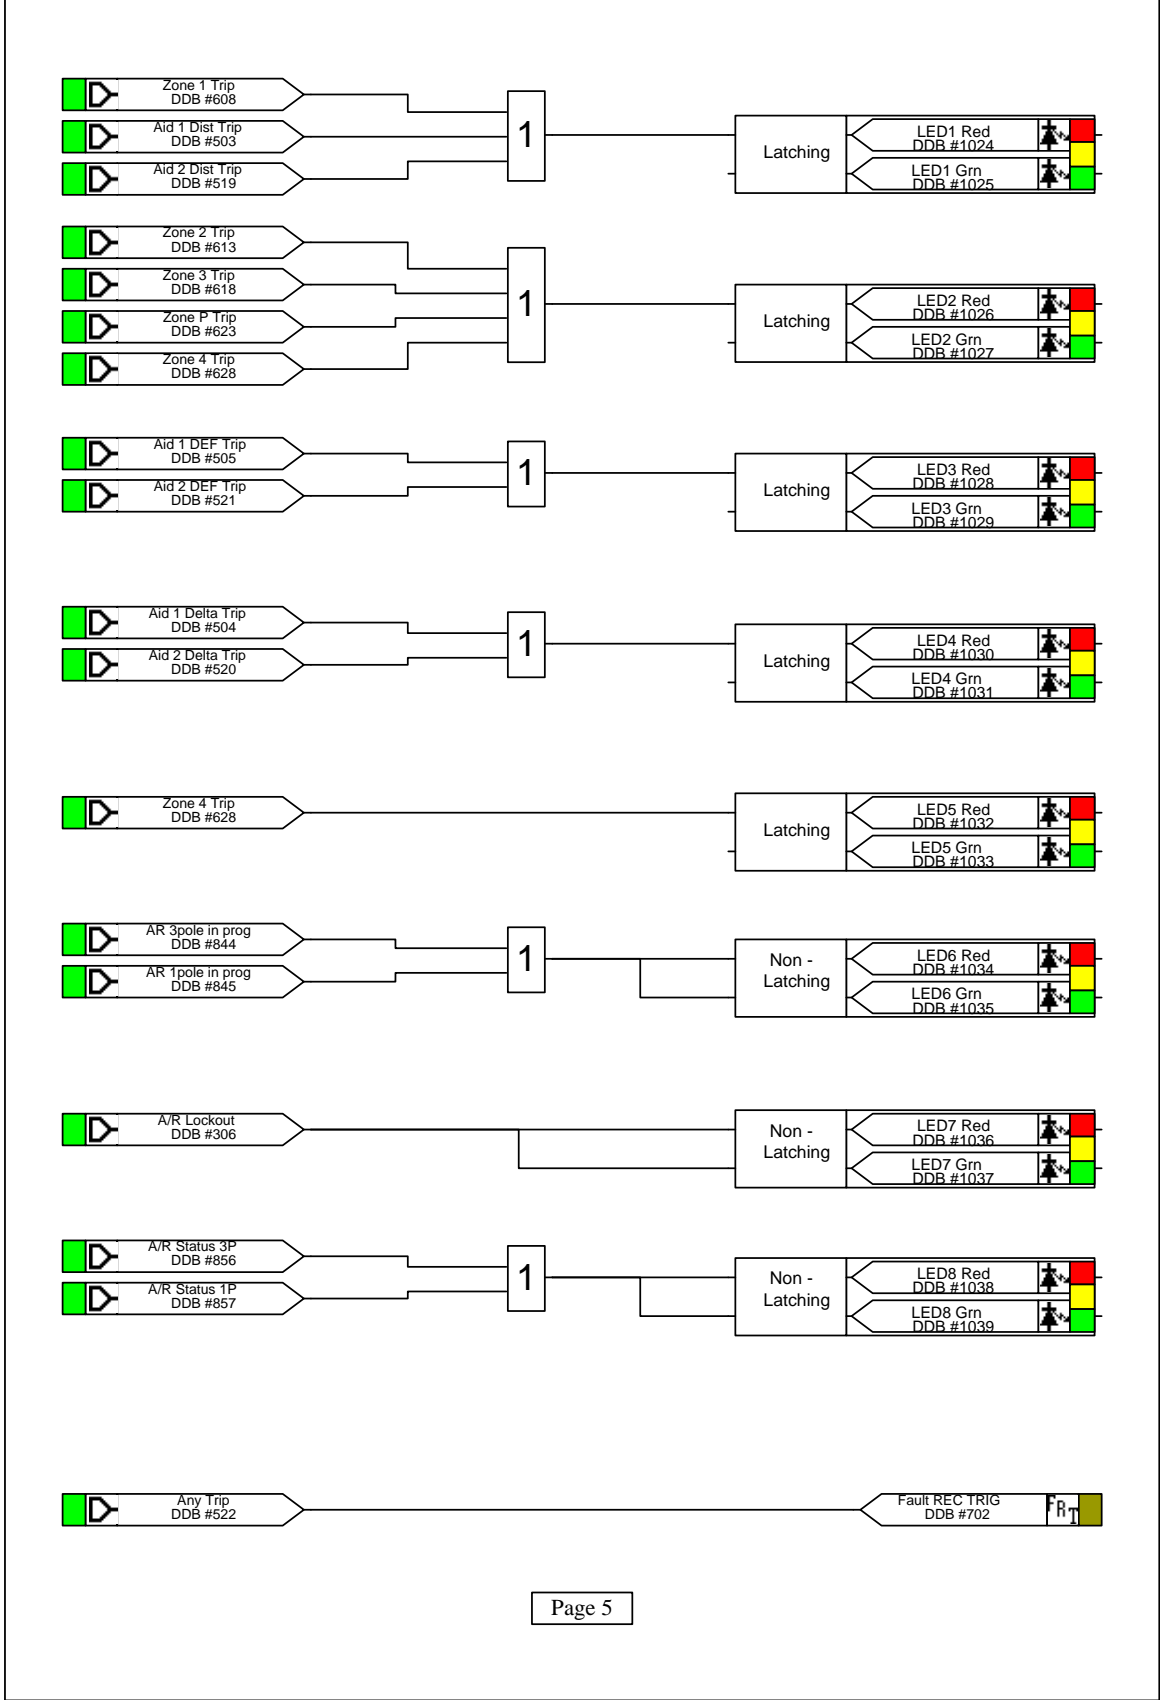 Zone 1 Trip
DDB #608
Aid 1 Dist Trip
DDB #503
Aid 2 Dist Trip
DDB #519
1
Latching
LED1 Red
DDB #1024
LED1 Grn
DDB #1025
Zone 2 Trip
DDB #613
Zone 3 Trip
DDB #618
Zone P Trip
DDB #623
Zone 4 Trip
DDB #628
1
Latching
LED2 Red
DDB #1026
LED2 Grn
DDB #1027
Aid 1 DEF Trip
DDB #505
Aid 2 DEF Trip
DDB #521
1
Latching
LED3 Red
DDB #1028
LED3 Grn
DDB #1029
Aid 1 Delta Trip
DDB #504
Aid 2 Delta Trip
DDB #520
1
Latching
LED4 Red
DDB #1030
LED4 Grn
DDB #1031
Zone 4 Trip
DDB #628
Latching
LED5 Red
DDB #1032
LED5 Grn
DDB #1033
AR 3pole in prog
DDB #844
AR 1pole in prog
DDB #845
1
Non -
Latching
LED6 Red
DDB #1034
LED6 Grn
DDB #1035
A/R Lockout
DDB #306
Non -
Latching
LED7 Red
DDB #1036
LED7 Grn
DDB #1037
A/R Status 3P
DDB #856
A/R Status 1P
DDB #857
1
Non -
Latching
LED8 Red
DDB #1038
LED8 Grn
DDB #1039
Any Trip
DDB #522
Fault REC TRIG
DDB #702
FRT
Page 5